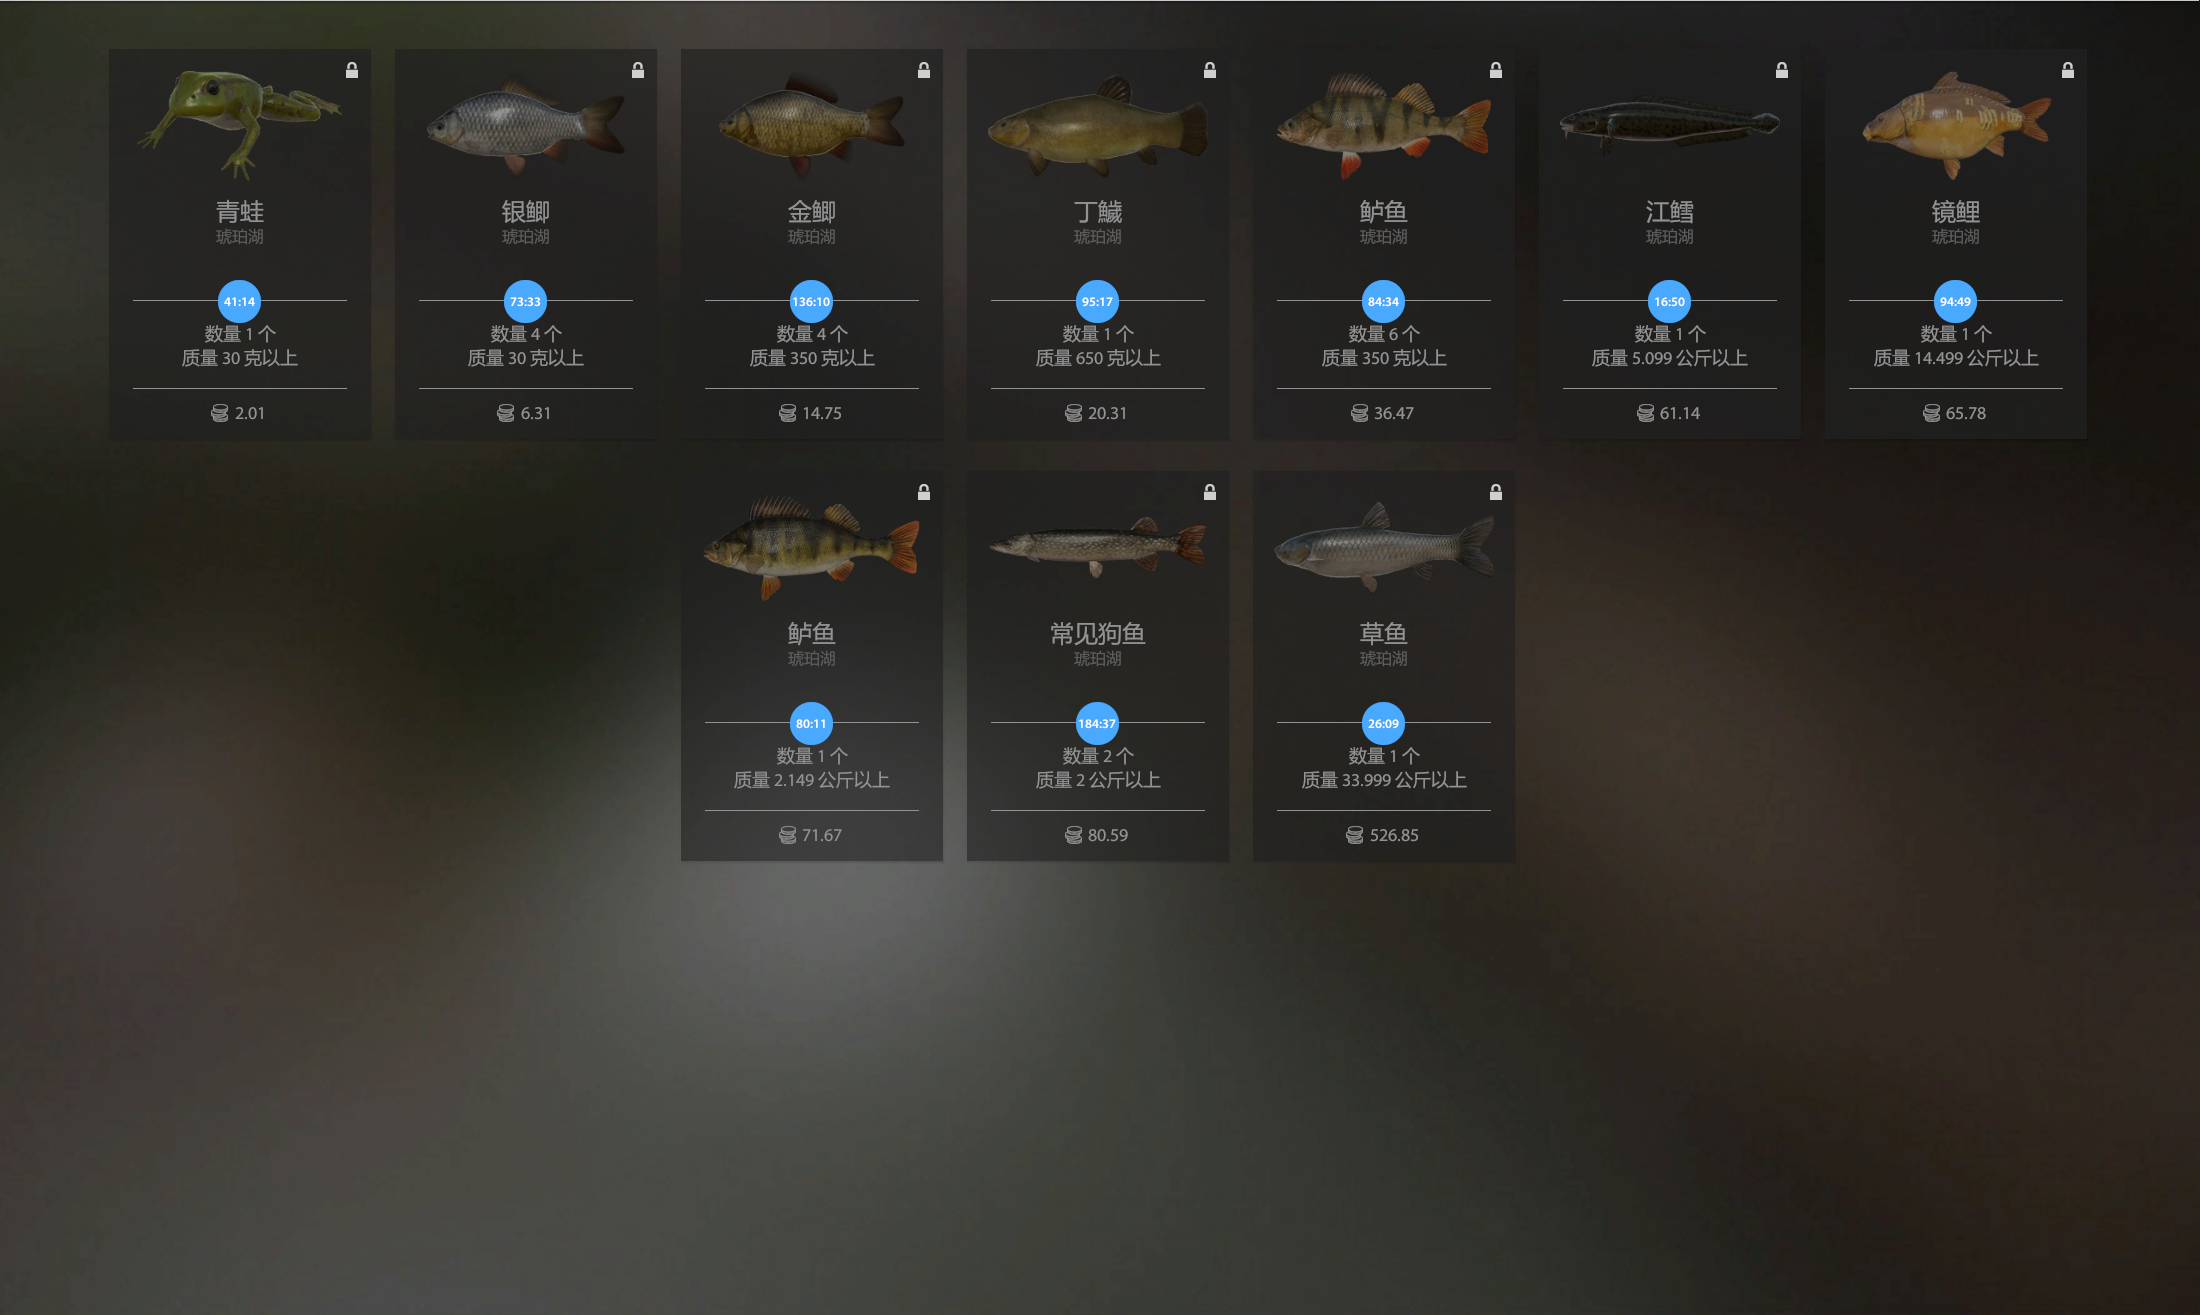 青蛙
琥珀湖
41:14
数量 1 个
质量 30 克以上
2.01
银鲫
琥珀湖
73:33
数量 4 个
质量 30 克以上
6.31
金鲫
琥珀湖
136:10
数量 4 个
质量 350 克以上
14.75
丁鱥
琥珀湖
95:17
数量 1 个
质量 650 克以上
20.31
鲈鱼
琥珀湖
84:34
数量 6 个
质量 350 克以上
36.47
江鳕
琥珀湖
16:50
数量 1 个
质量 5.099 公斤以上
61.14
镜鲤
琥珀湖
94:49
数量 1 个
质量 14.499 公斤以上
65.78
鲈鱼
琥珀湖
80:11
数量 1 个
质量 2.149 公斤以上
71.67
常见狗鱼
琥珀湖
184:37
数量 2 个
质量 2 公斤以上
80.59
草鱼
琥珀湖
26:09
数量 1 个
质量 33.999 公斤以上
526.85